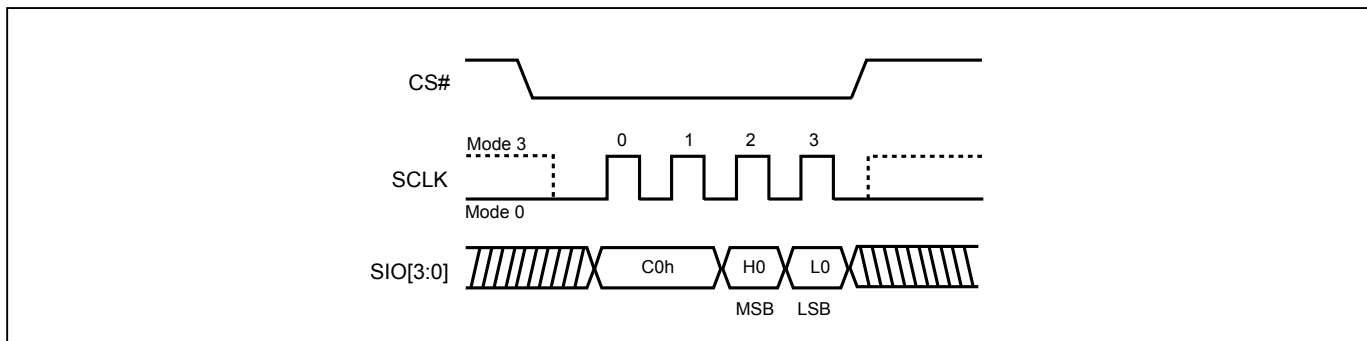 CS#
Mode 3 0 1 2 3
SCLK
Mode 0
SIO[3:0] C0h H0 L0
MSB LSB